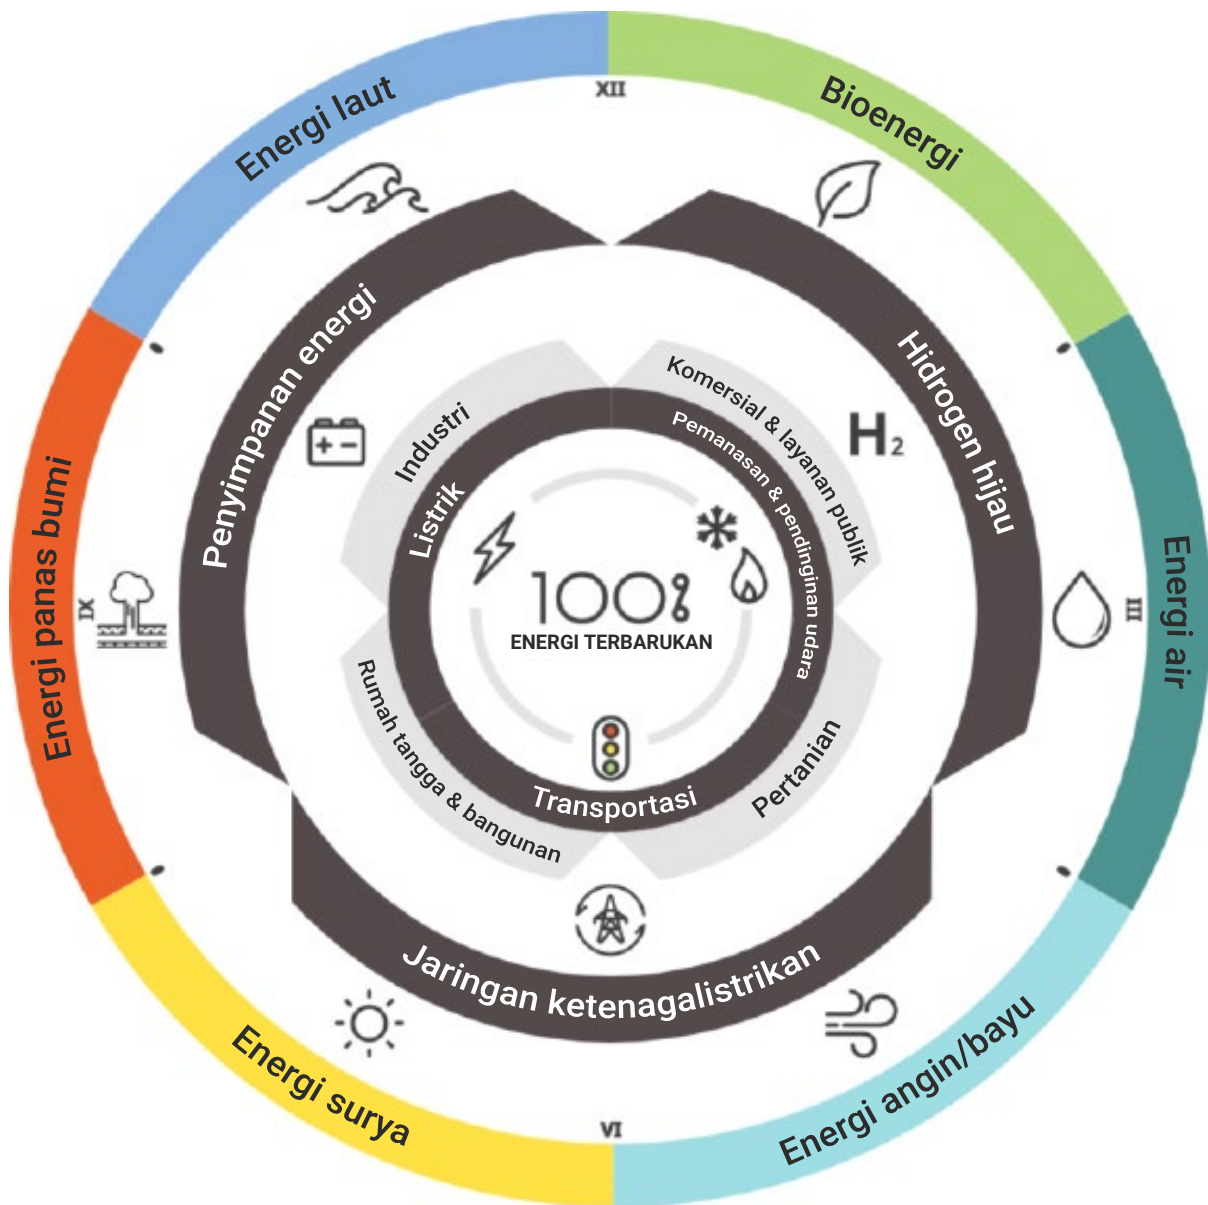 XII
Energi laut
Bioenergi
Penyimpanan energi
Hidrogen hijau
Industri
Komersial & layanan publik
H2
Listrik
Pemanasan & pendinginan udara
Energi panas bumi
IX
100%
ENERGI TERBARUKAN
III
Energi air
Rumah tangga & bangunan
Transportasi
Pertanian
Jaringan ketenagalistrikan
Energi surya
VI
Energi angin/bayu